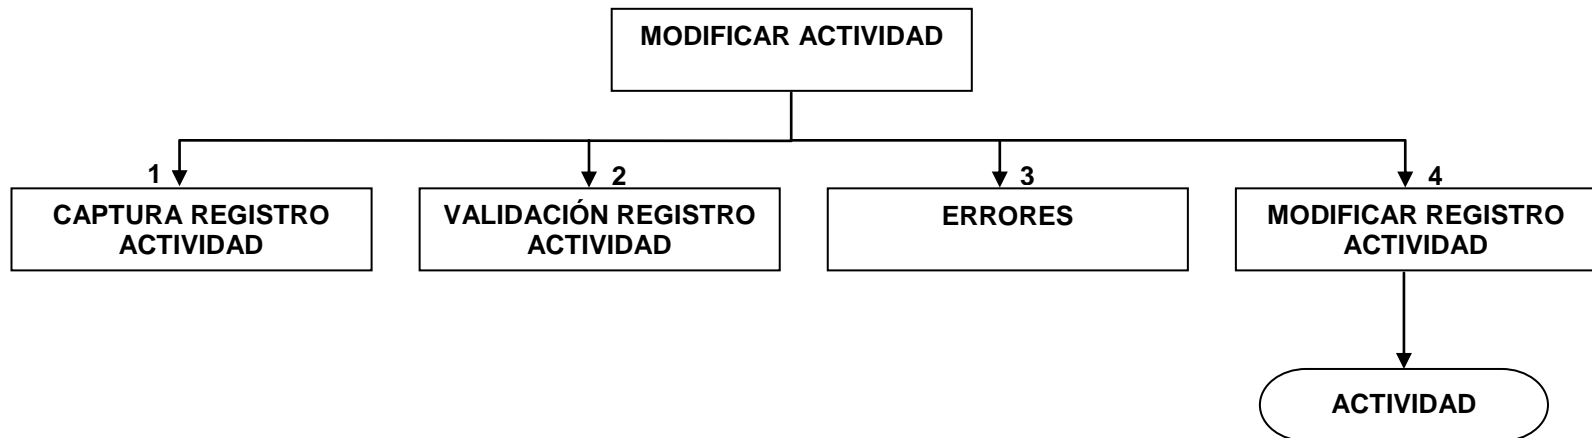 MODIFICAR ACTIVIDAD
1
2
3
4
CAPTURA REGISTRO
ACTIVIDAD
VALIDACIÓN REGISTRO
ACTIVIDAD
ERRORES
MODIFICAR REGISTRO
ACTIVIDAD
ACTIVIDAD